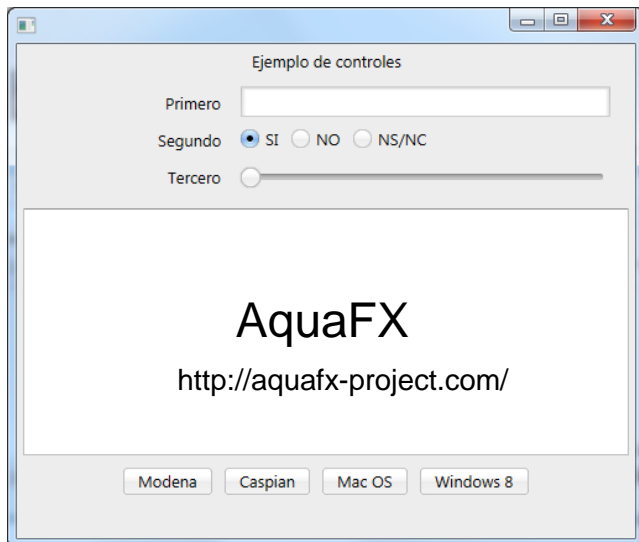 Ejemplo de controles
Primero
Segundo SI NO NS/NC
Tercero
AquaFX
http://aquafx-project.com/
Modena Caspian Mac OS Windows 8